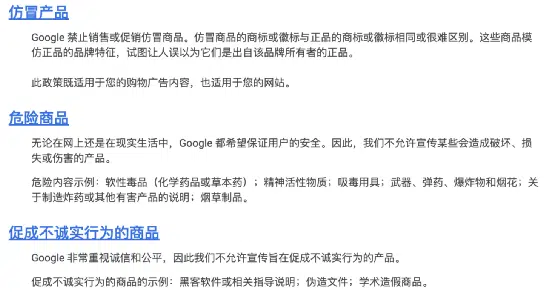 仿冒产品
Google 禁止销售或促销仿冒商品。仿冒商品的商标或徽标与正品的商标或徽标相同或很难区别。这些商品模
仿正品的品牌特征，试图让人误以为它们是出自该品牌所有者的正品。
此政策既适用于您的购物广告内容，也适用于您的网站。
危险商品
无论在网上还是在现实生活中，Google 都希望保证用户的安全。因此，我们不允许宣传某些会造成破坏、损
失或伤害的产品。
危险内容示例：软性毒品（化学药品或草本药）；精神活性物质；吸毒用具；武器、弹药、爆炸物和烟花；关
于制造炸药或其他有害产品的说明；烟草制品。
促成不诚实行为的商品
Google 非常重视诚信和公平，因此我们不允许宣传旨在促成不诚实行为的产品。
促成不诚实行为的商品的示例：黑客软件或相关指导说明；伪造文件；学术造假商品。